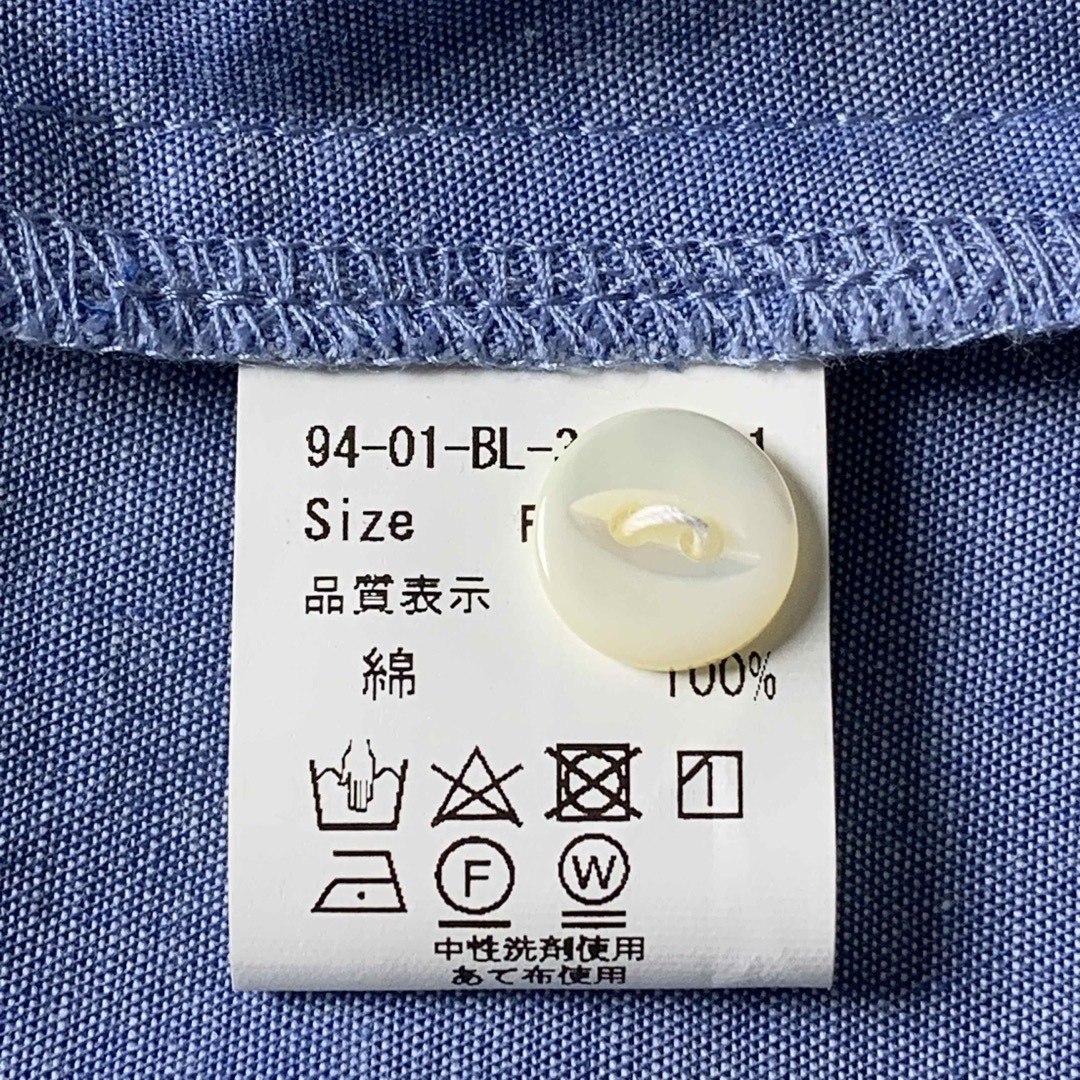 94-01-BL-
Size F
品質表示
綿 100%
1
F W
中性洗剤使用
あて布使用